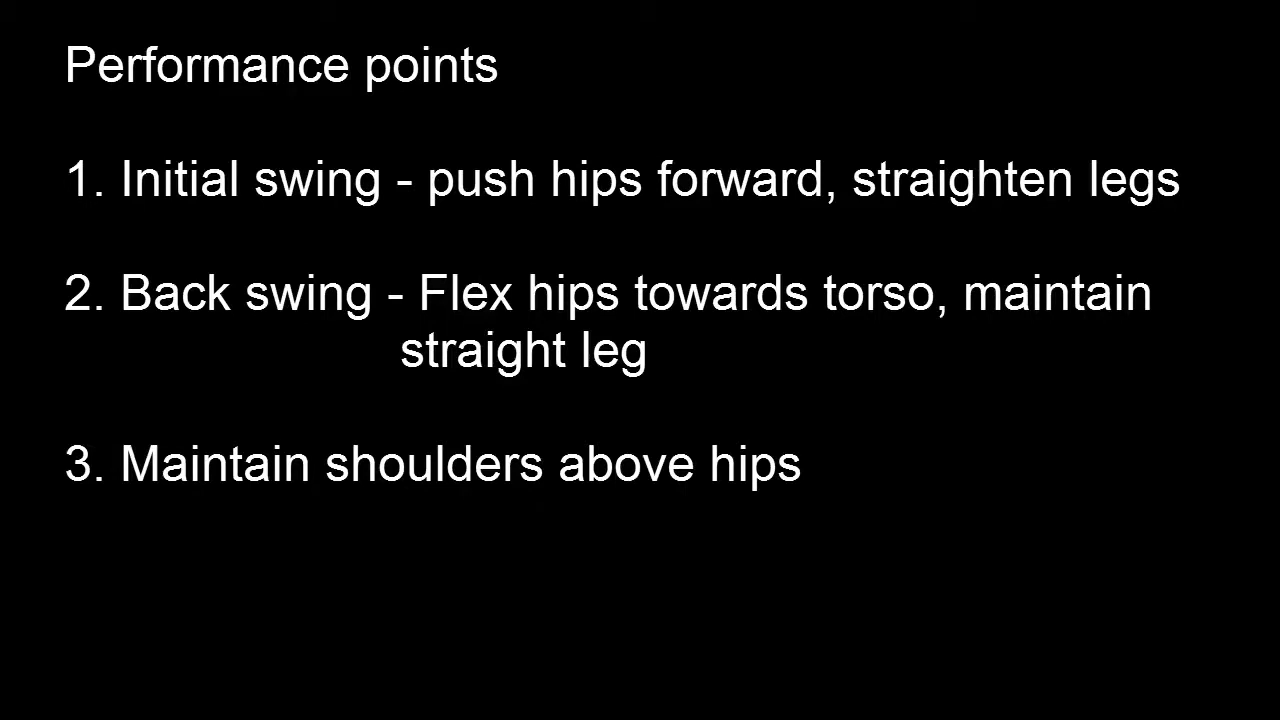 Performance points
1. Initial swing - push hips forward, straighten legs
2. Back swing - Flex hips towards torso, maintain
straight leg
3. Maintain shoulders above hips